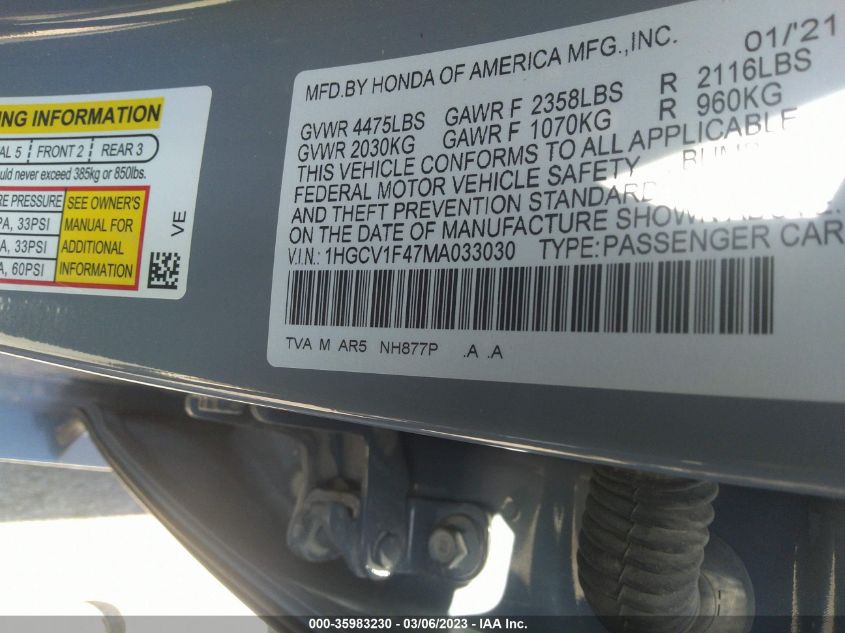 ING INFORMATION
AL 5 FRONT 2 REAR 3
uld never exceed 385kg or 850lbs.
RE PRESSURE
PA, 33PSI
A, 33PSI
A, 60PSI
SEE OWNER'S
MANUAL FOR
ADDITIONAL
INFORMATION
VE
MFD.BY HONDA OF AMERICA MFG.,INC. 01/'21
GVWR 4475LBS GAWR F 2358LBS R 2116LBS
GVWR 2030KG GAWR F 1070KG R 960KG
THIS VEHICLE CONFORMS TO ALL APPLICABLE
FEDERAL MOTOR VEHICLE SAFETY
AND THEFT PREVENTION STANDARD
ON THE DATE OF MANUFACTURE SHOWN
V.I.N.: 1HGCV1F47MA033030 TYPE:PASSENGER CAR
TVA M AR5 NH877P .A .A
000-35983230 - 03/06/2023 - IAA Inc.